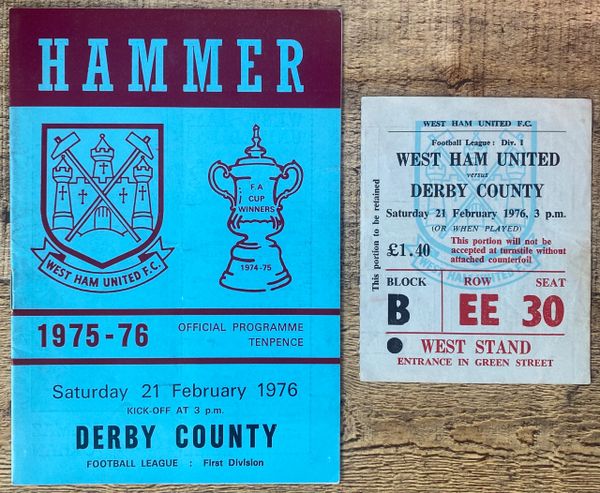 HAMMER
WEST HAM UNITED F.C.
F.A
CUP
WINNERS
1974-75
1975-76
OFFICIAL PROGRAMME
TENPENCE
Saturday 21 February 1976
KICK-OFF AT 3 p.m.
DERBY COUNTY
FOOTBALL LEAGUE : First Division
WEST HAM UNITED F.C.
Football League: Div. I
WEST HAM UNITED
versus
DERBY COUNTY
Saturday 21 February 1976, 3 p.m.
(OR WHEN PLAYED)
£1.40
This portion will not be
accepted at turnstile without
attached counterfoil
This portion to be retained
WEST HAM UNITED F.C.
BLOCK ROW SEAT
B EE 30
WEST STAND
ENTRANCE IN GREEN STREET